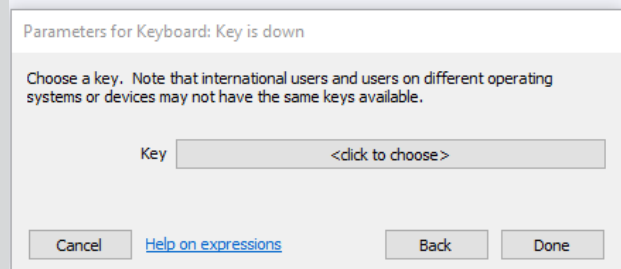 Parameters for Keyboard: Key is down
Choose a key.  Note that international users and users on different operating
systems or devices may not have the same keys available.
Key <click to choose>
Cancel Help on expressions Back Done